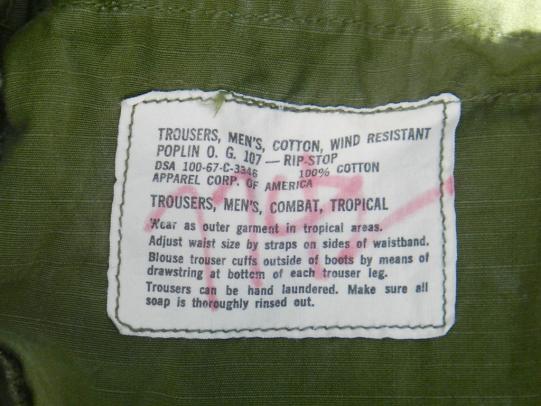 TROUSERS, MEN'S, COTTON, WIND RESISTANT
POPLIN O. G. 107 — RIP-STOP
DSA 100-67-C-3346 100% COTTON
APPAREL CORP. OF AMERICA
TROUSERS, MEN'S, COMBAT, TROPICAL
Wear as outer garment in tropical areas.
Adjust waist size by straps on sides of waistband.
Blouse trouser cuffs outside of boots by means of
drawstring at bottom of each trouser leg.
Trousers can be hand laundered. Make sure all
soap is thoroughly rinsed out.